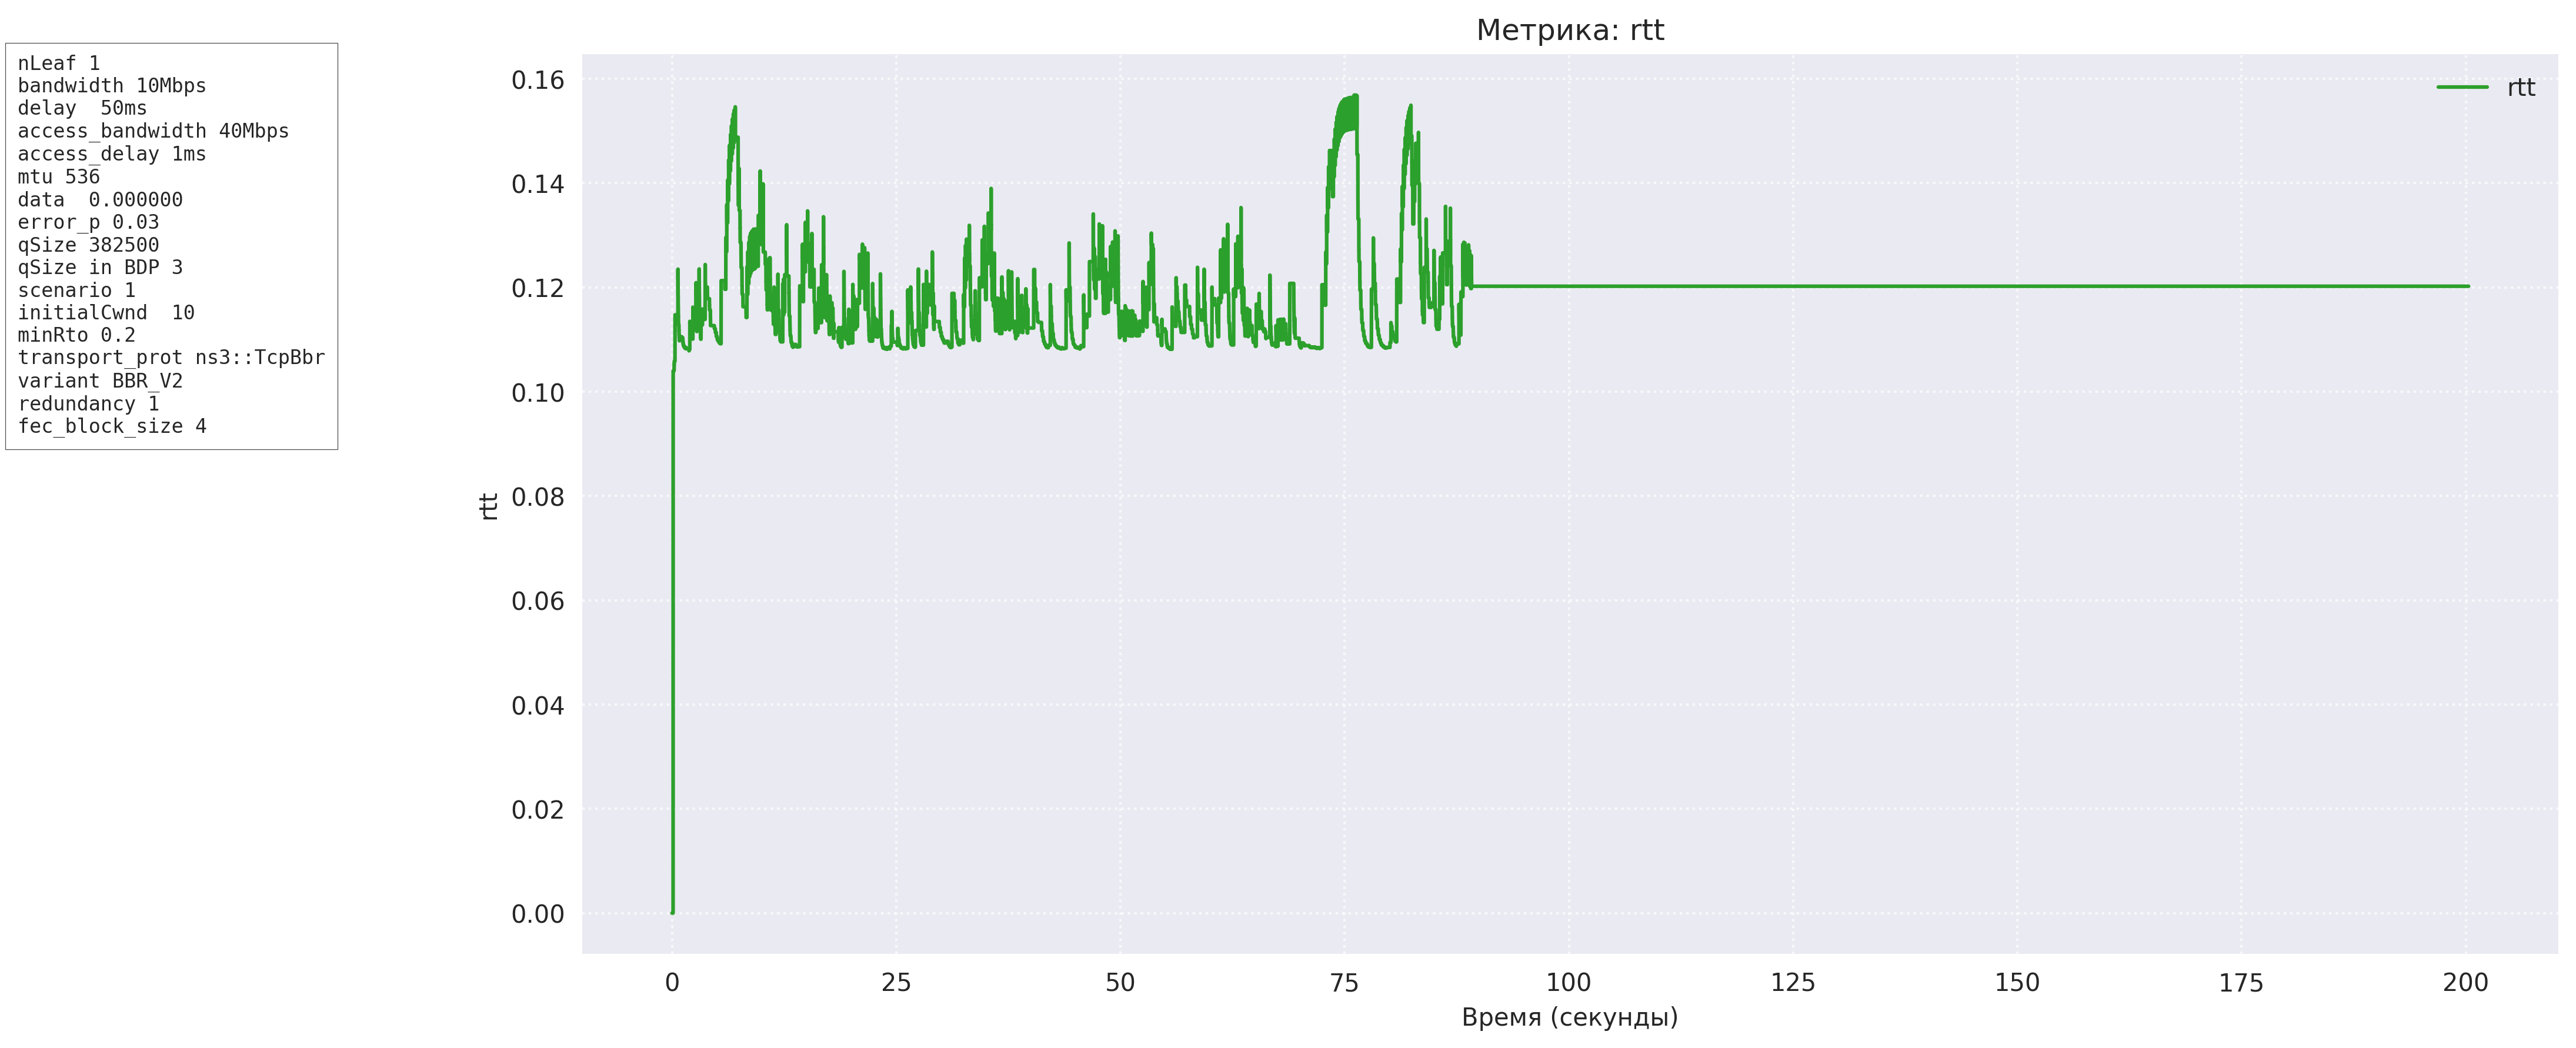 Метрика: rtt
nLeaf 1
bandwidth 10Mbps
delay  50ms
access_bandwidth 40Mbps
access_delay 1ms
mtu 536
data  0.000000
error_p 0.03
qSize 382500
qSize in BDP 3
scenario 1
initialCwnd  10
minRto 0.2
transport_prot ns3::TcpBbr
variant BBR_V2
redundancy 1
fec_block_size 4
rtt
rtt
0.16
0.14
0.12
0.10
0.08
0.06
0.04
0.02
0.00
0 25 50 75 100 125 150 175 200
Время (секунды)